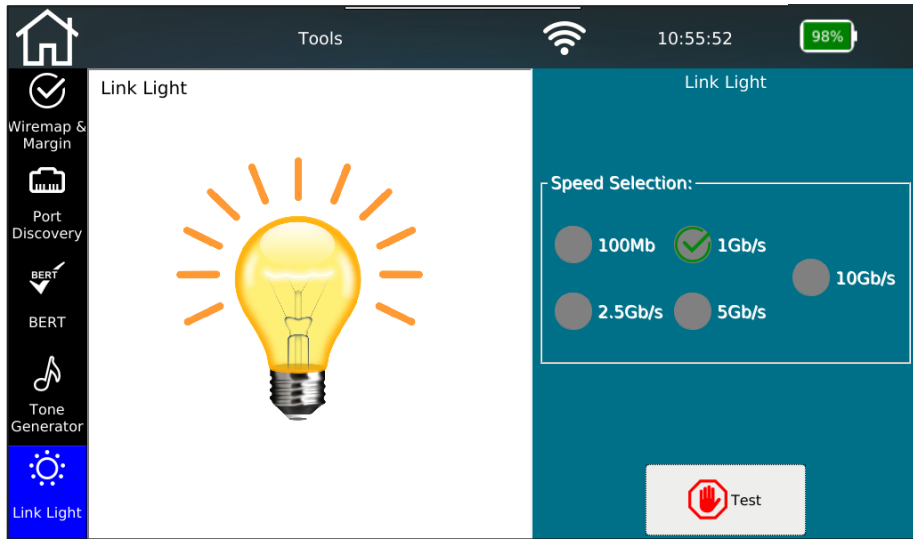 Tools
10:55:52
98%
Wiremap &
Margin
Port
Discovery
BERT
BERT
Tone
Generator
Link Light
Link Light
Link Light
Speed Selection:
100Mb
1Gb/s
10Gb/s
2.5Gb/s
5Gb/s
Test